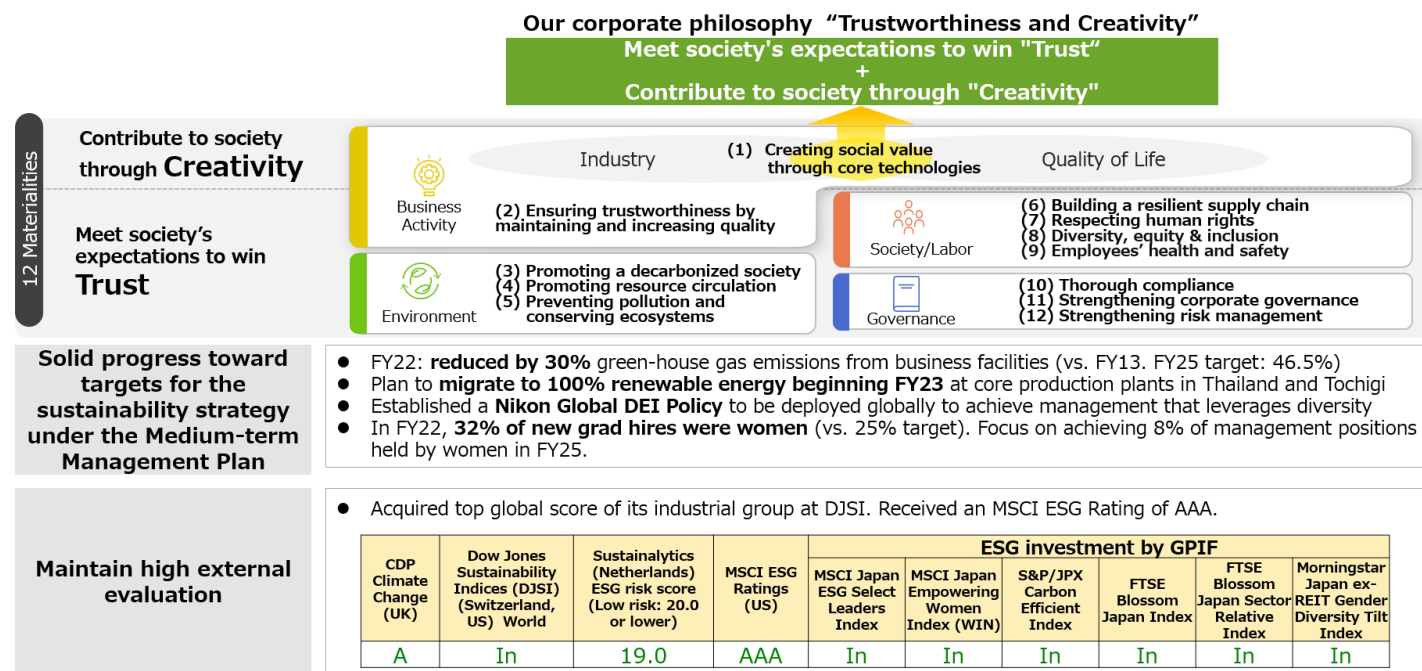 Our corporate philosophy “Trustworthiness and Creativity”
Meet society's expectations to win "Trust“
+
Contribute to society through "Creativity"
12 Materialities
Contribute to society
through Creativity
Meet society’s
expectations to win
Trust
Business
Activity
Industry
(1) Creating social value
through core technologies
Quality of Life
(2) Ensuring trustworthiness by
maintaining and increasing quality
Environment
(3) Promoting a decarbonized society
(4) Promoting resource circulation
(5) Preventing pollution and
conserving ecosystems
Society/Labor
(6) Building a resilient supply chain
(7) Respecting human rights
(8) Diversity, equity & inclusion
(9) Employees’ health and safety
Governance
(10) Thorough compliance
(11) Strengthening corporate governance
(12) Strengthening risk management
Solid progress toward
targets for the
sustainability strategy
under the Medium-term
Management Plan
● FY22: reduced by 30% green-house gas emissions from business facilities (vs. FY13. FY25 target: 46.5%)
● Plan to migrate to 100% renewable energy beginning FY23 at core production plants in Thailand and Tochigi
● Established a Nikon Global DEI Policy to be deployed globally to achieve management that leverages diversity
● In FY22, 32% of new grad hires were women (vs. 25% target). Focus on achieving 8% of management positions
held by women in FY25.
Maintain high external
evaluation
● Acquired top global score of its industrial group at DJSI. Received an MSCI ESG Rating of AAA.
CDP
Climate
Change
(UK)
Dow Jones
Sustainability
Indices (DJSI)
(Switzerland,
US) World
Sustainalytics
(Netherlands)
ESG risk score
(Low risk: 20.0
or lower)
MSCI ESG
Ratings
(US)
ESG investment by GPIF
MSCI Japan
ESG Select
Leaders
Index
MSCI Japan
Empowering
Women
Index (WIN)
S&P/JPX
Carbon
Efficient
Index
FTSE
Blossom
Japan Index
FTSE
Blossom
Japan Sector
Relative
Index
Morningstar
Japan ex-
REIT Gender
Diversity Tilt
Index
A In 19.0 AAA In In In In In In